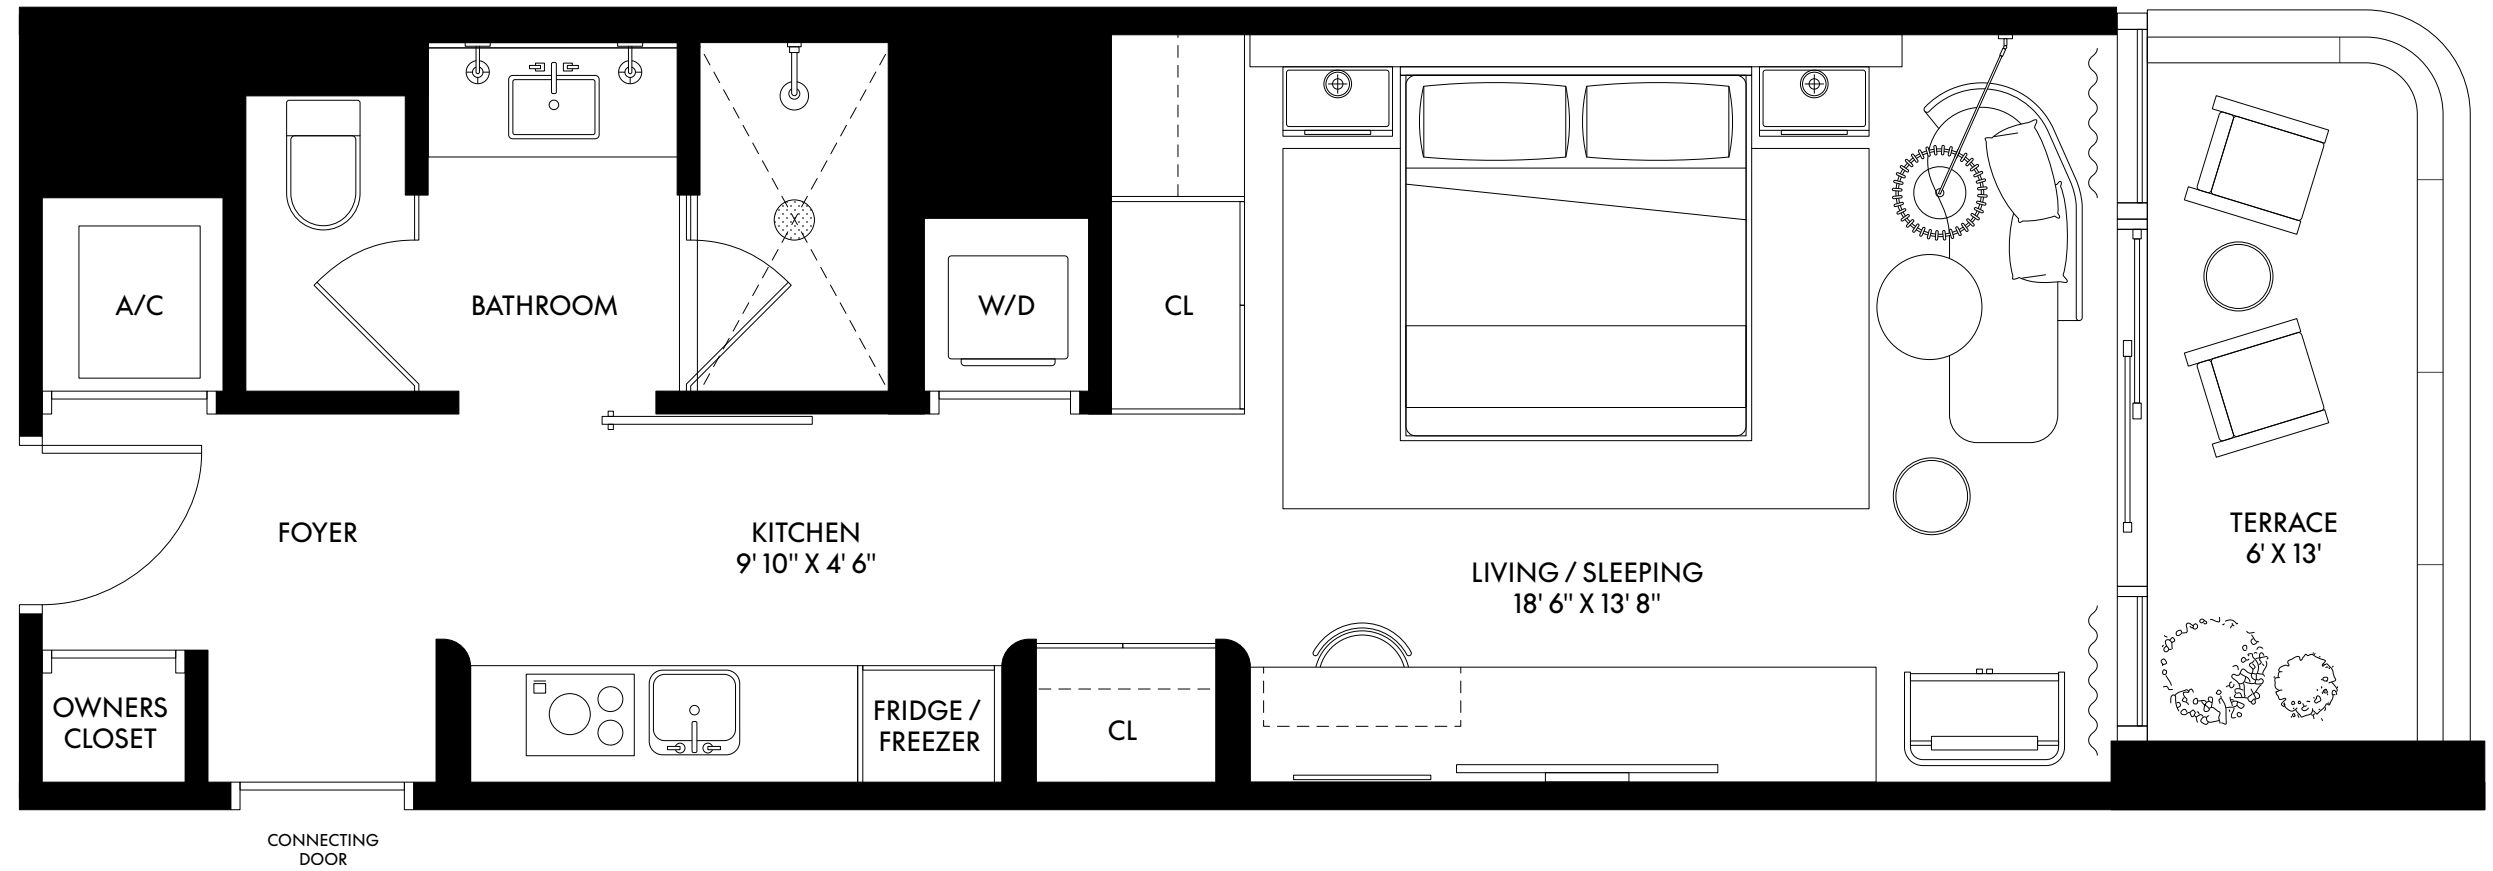 A/C
BATHROOM
W/D
CL
FOYER
KITCHEN
9' 10" X 4' 6"
LIVING / SLEEPING
18' 6" X 13' 8"
TERRACE
6' X 13'
OWNERS
CLOSET
FRIDGE /
FREEZER
CL
CONNECTING
DOOR